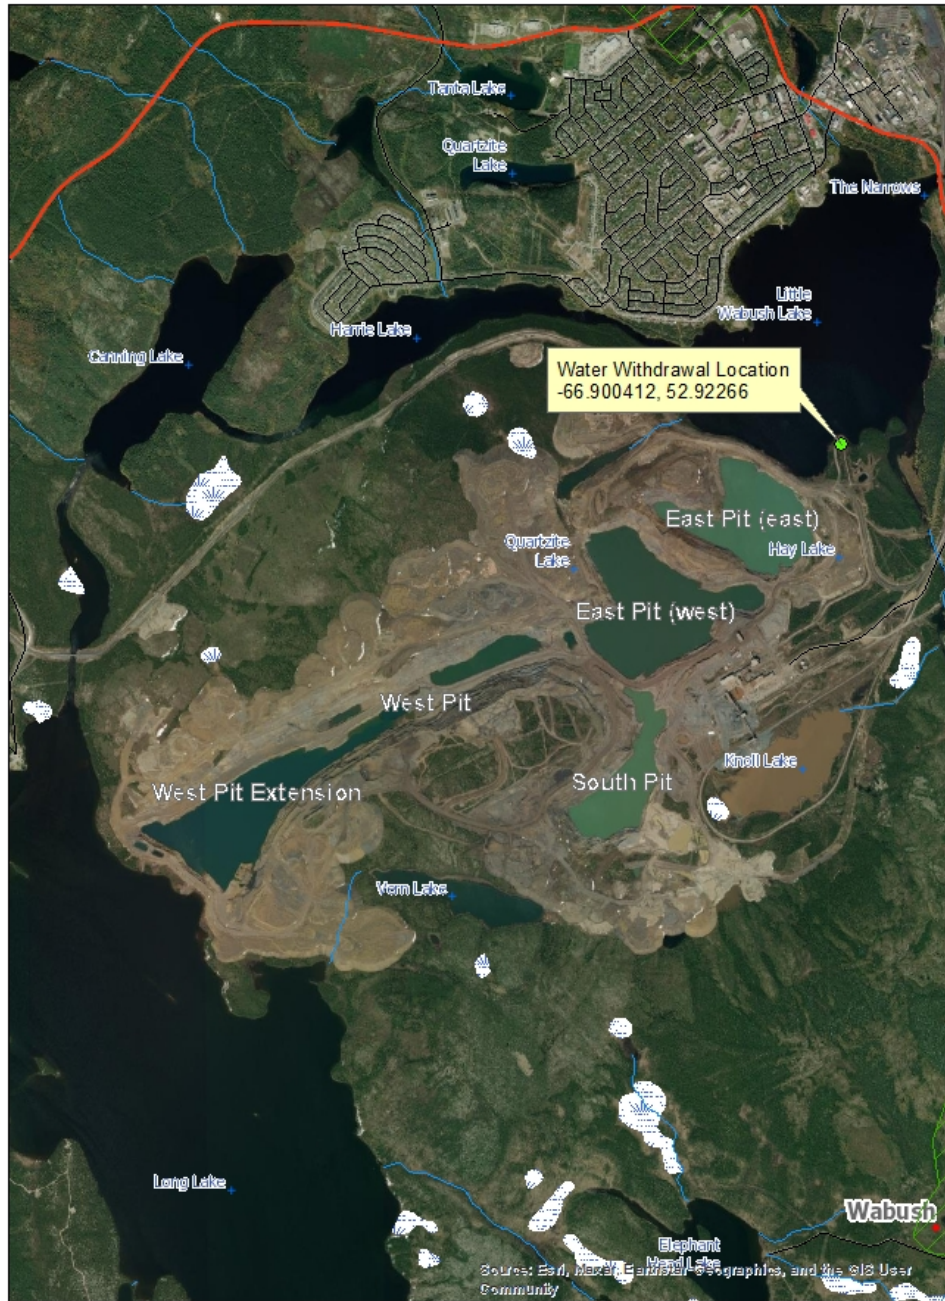 Tanta Lake
Quartzite
Lake
The Narrows
Little
Wabush Lake
Harrie Lake
Canning Lake
Water Withdrawal Location
-66.900412, 52.92266
East Pit (east)
Quartzite
Lake
Hay Lake
East Pit (west)
West Pit
Knoll Lake
South Pit
West Pit Extension
Vern Lake
Long Lake
Wabush
Elephant
Head Lake
Source: Esri, Maxar, Earthstar Geographics, and the GIS User
Community